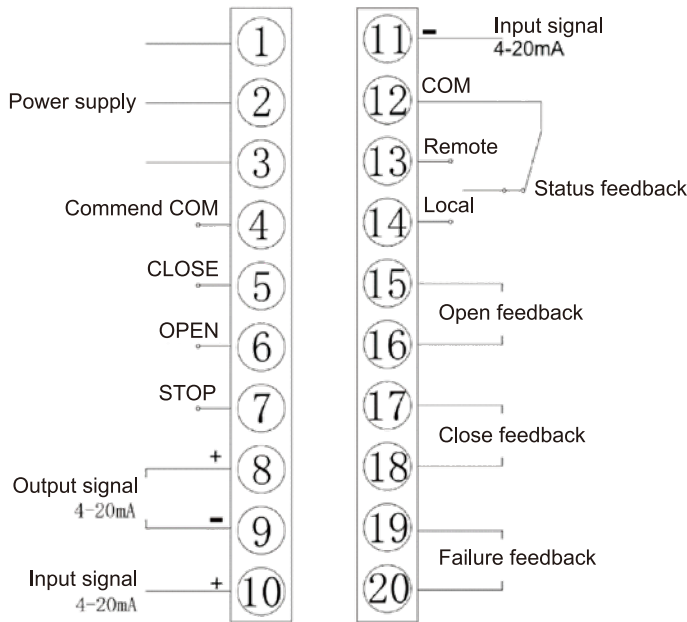 1
Power supply 2
3
Commend COM 4
CLOSE 5
OPEN 6
STOP 7
+ 8
Output signal
4-20mA
- 9
Input signal + 10
4-20mA
11 - Input signal
4-20mA
12 COM
13 Remote
Status feedback
14 Local
15
Open feedback
16
17
Close feedback
18
19
Failure feedback
20